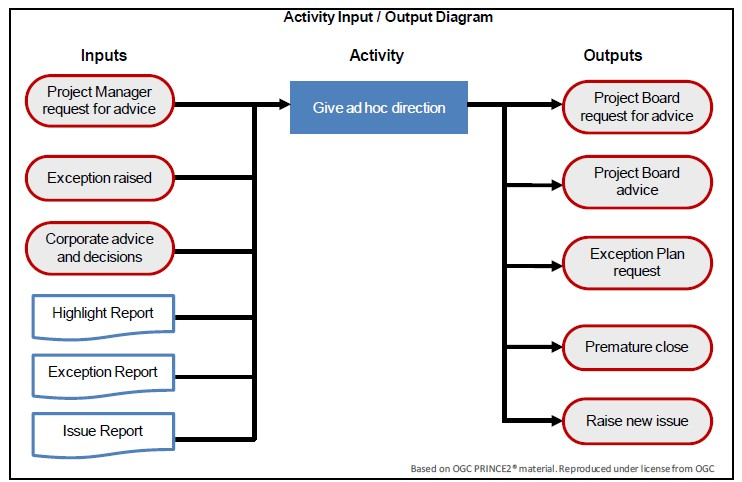 Activity Input / Output Diagram
Inputs
Activity
Outputs
Project Manager
request for advice
Exception raised
Corporate advice
and decisions
Highlight Report
Exception Report
Issue Report
Give ad hoc direction
Project Board
request for advice
Project Board
advice
Exception Plan
request
Premature close
Raise new issue
Based on OGC PRINCE2® material. Reproduced under license from OGC